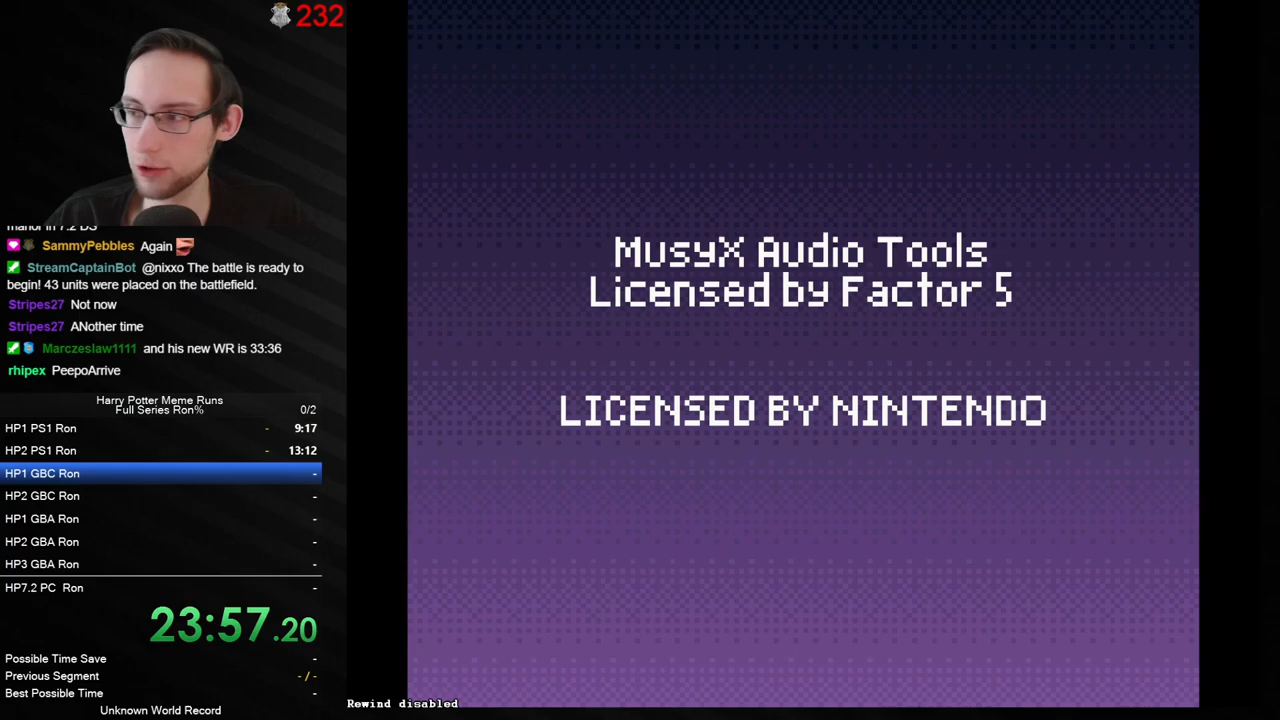 232
manor in 7.2 DS
SammyPebbles Again
StreamCaptainBot @nixxo The battle is ready to
begin! 43 units were placed on the battlefield.
Stripes27 Not now
Stripes27 ANother time
Marczeslaw1111 and his new WR is 33:36
rhipex PeepoArrive
Harry Potter Meme Runs
Full Series Ron% 0/2
HP1 PS1 Ron - 9:17
HP2 PS1 Ron - 13:12
HP1 GBC Ron -
HP2 GBC Ron -
HP1 GBA Ron -
HP2 GBA Ron -
HP3 GBA Ron -
HP7.2 PC Ron -
23:57.20
Possible Time Save -
Previous Segment - / -
Best Possible Time -
Unknown World Record
MusyX Audio Tools
Licensed by Factor 5
LICENSED BY NINTENDO
Rewind disabled